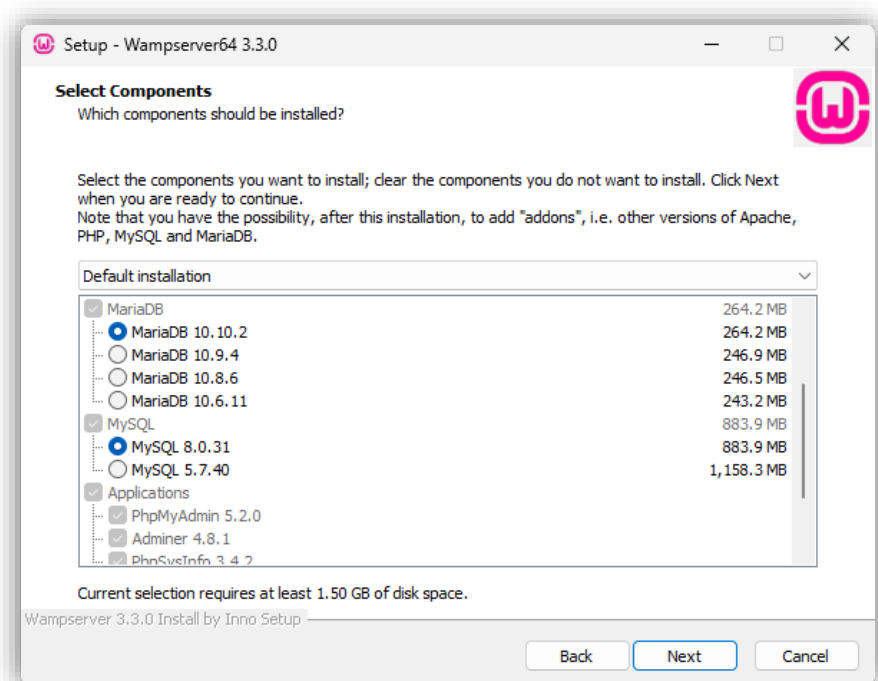 Setup - Wampserver64 3.3.0
Select Components
Which components should be installed?
Select the components you want to install; clear the components you do not want to install. Click Next
when you are ready to continue.
Note that you have the possibility, after this installation, to add "addons", i.e. other versions of Apache,
PHP, MySQL and MariaDB.
Default installation
MariaDB 264.2 MB
MariaDB 10.10.2 264.2 MB
MariaDB 10.9.4 246.9 MB
MariaDB 10.8.6 246.5 MB
MariaDB 10.6.11 243.2 MB
MySQL 883.9 MB
MySQL 8.0.31 883.9 MB
MySQL 5.7.40 1,158.3 MB
Applications
PhpMyAdmin 5.2.0
Adminer 4.8.1
PhpSysInfo 3.4.2
Current selection requires at least 1.50 GB of disk space.
Wampserver 3.3.0 Install by Inno Setup
Back Next Cancel